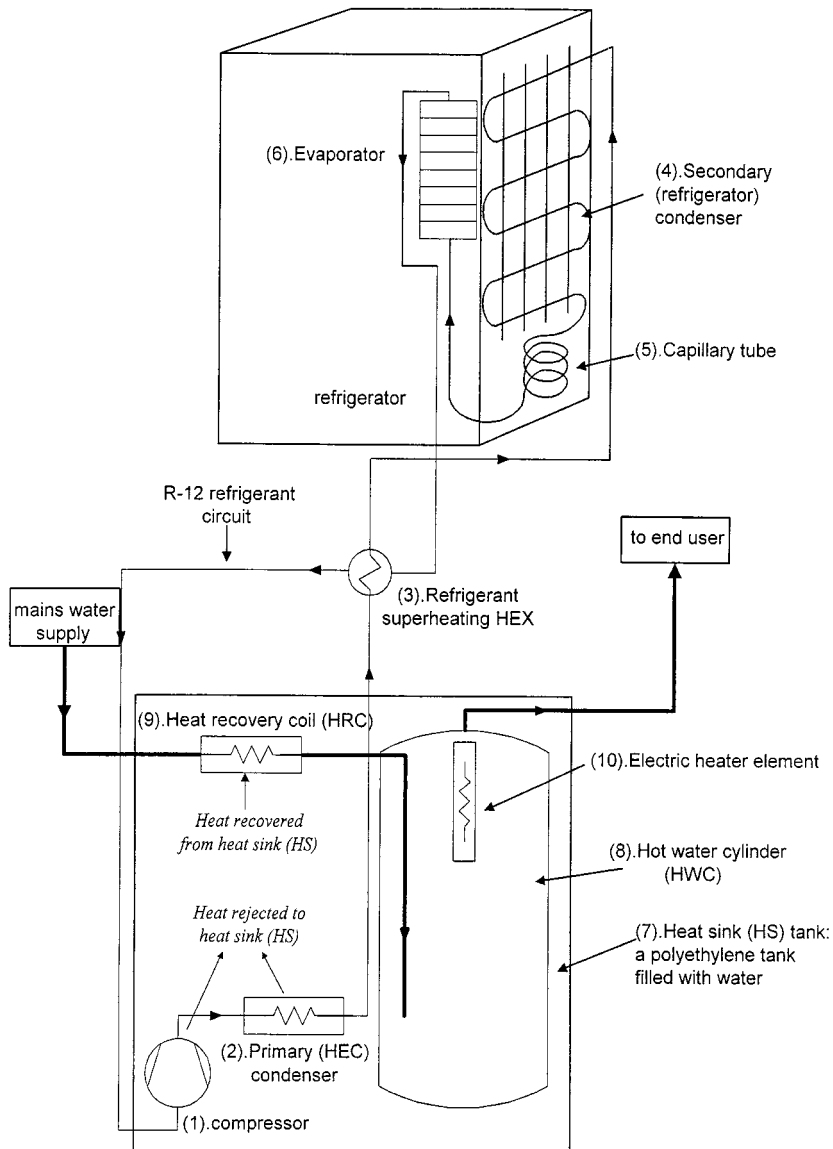 (6).Evaporator
(4).Secondary
(refrigerator)
condenser
(5).Capillary tube
refrigerator
R-12 refrigerant
circuit
to end user
mains water
supply
(3).Refrigerant
superheating HEX
(9).Heat recovery coil (HRC)
(10).Electric heater element
Heat recovered
from heat sink (HS)
(8).Hot water cylinder
(HWC)
Heat rejected to
heat sink (HS)
(7).Heat sink (HS) tank:
a polyethylene tank
filled with water
(2).Primary (HEC)
condenser
(1).compressor